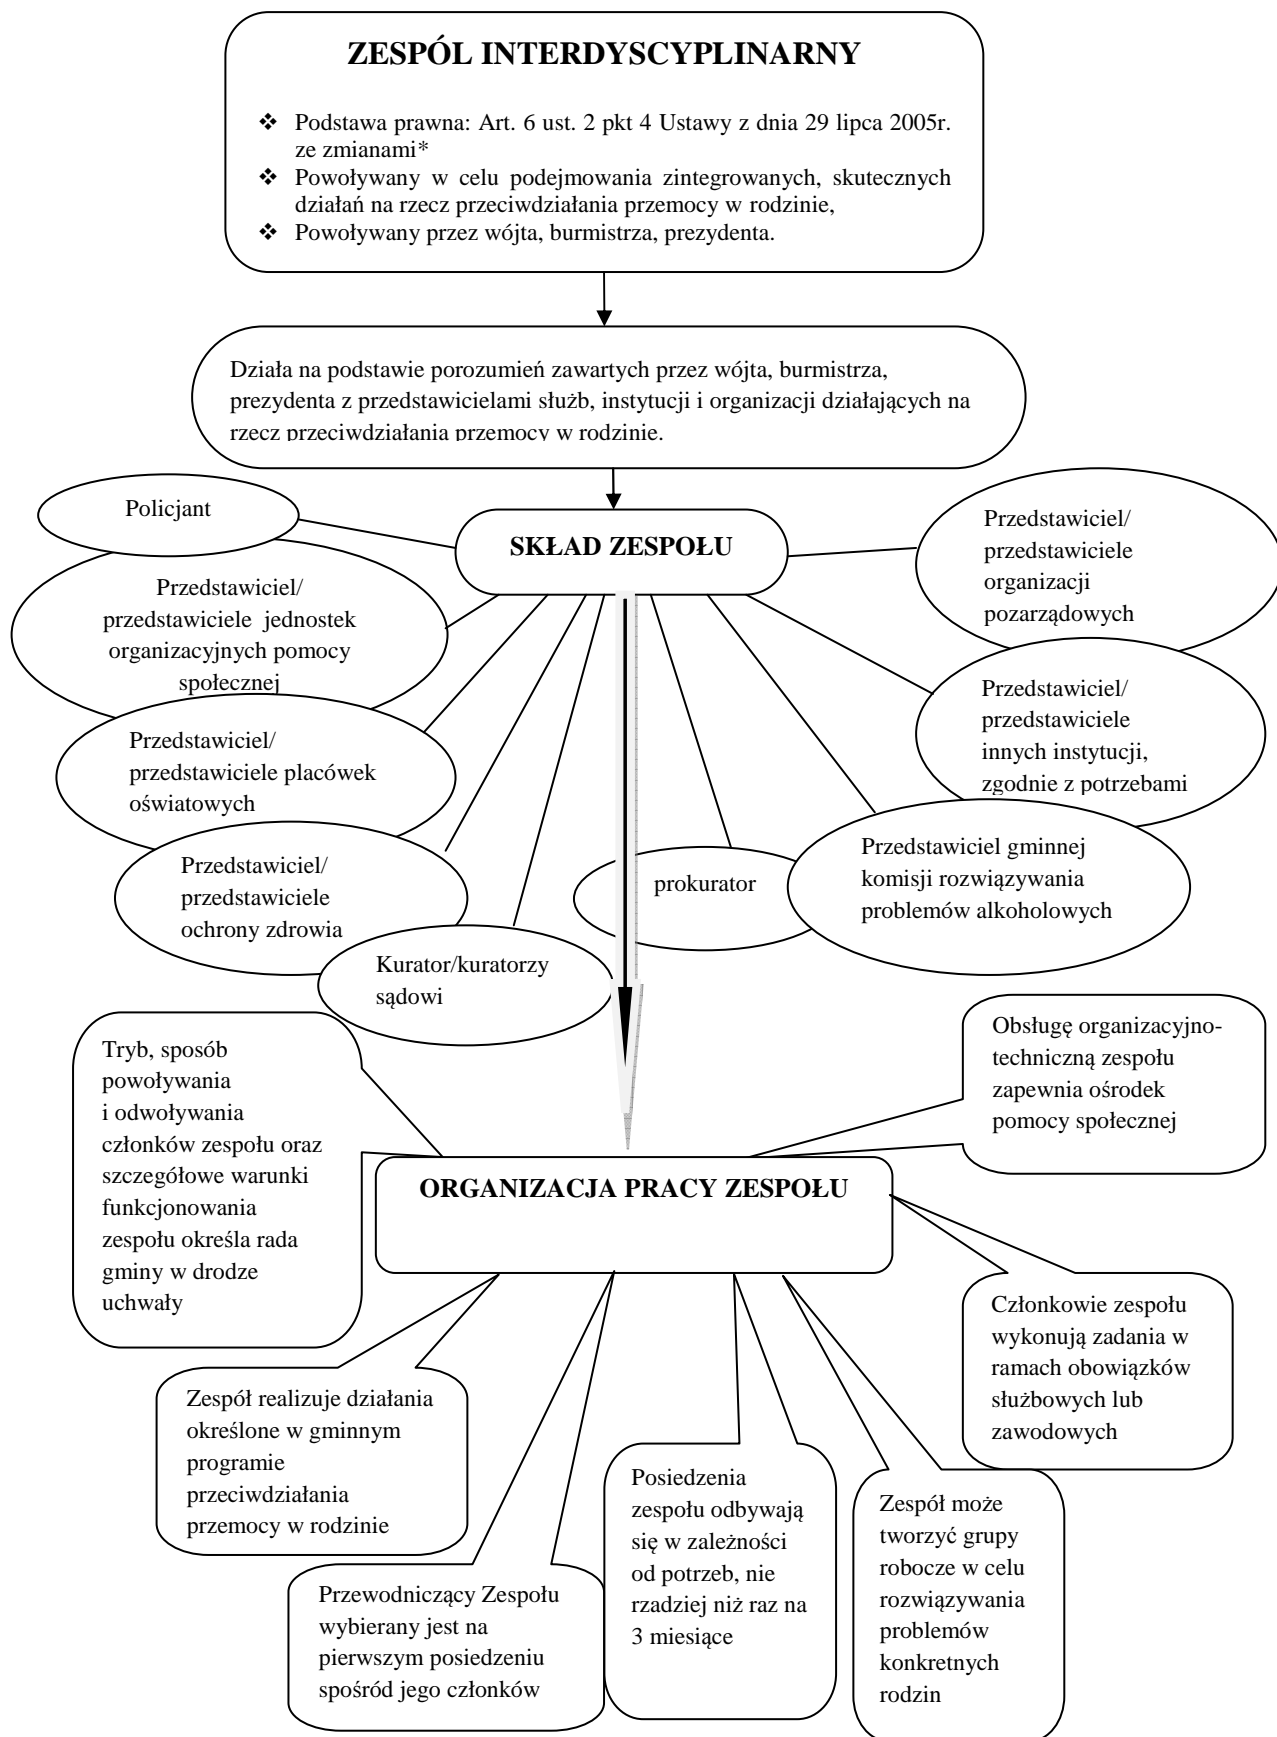 ZESPÓL INTERDYSCYPLINARNY
❖ Podstawa prawna: Art. 6 ust. 2 pkt 4 Ustawy z dnia 29 lipca 2005r.
ze zmianami*
❖ Powoływany w celu podejmowania zintegrowanych, skutecznych
działań na rzecz przeciwdziałania przemocy w rodzinie,
❖ Powoływany przez wójta, burmistrza, prezydenta.
Działa na podstawie porozumień zawartych przez wójta, burmistrza,
prezydenta z przedstawicielami służb, instytucji i organizacji działających na
rzecz przeciwdziałania przemocy w rodzinie.
SKŁAD ZESPOŁU
Policjant
Przedstawiciel/
przedstawiciele jednostek
organizacyjnych pomocy
społecznej
Przedstawiciel/
przedstawiciele placówek
oświatowych
Przedstawiciel/
przedstawiciele
ochrony zdrowia
Kurator/kuratorzy
sądowi
prokurator
Przedstawiciel gminnej
komisji rozwiązywania
problemów alkoholowych
Przedstawiciel/
przedstawiciele
innych instytucji,
zgodnie z potrzebami
Przedstawiciel/
przedstawiciele
organizacji
pozarządowych
ORGANIZACJA PRACY ZESPOŁU
Tryb, sposób
powoływania
i odwoływania
członków zespołu oraz
szczegółowe warunki
funkcjonowania
zespołu określa rada
gminy w drodze
uchwały
Zespół realizuje działania
określone w gminnym
programie
przeciwdziałania
przemocy w rodzinie
Przewodniczący Zespołu
wybierany jest na
pierwszym posiedzeniu
spośród jego członków
Posiedzenia
zespołu odbywają
się w zależności
od potrzeb, nie
rzadziej niż raz na
3 miesiące
Zespół może
tworzyć grupy
robocze w celu
rozwiązywania
problemów
konkretnych
rodzin
Członkowie zespołu
wykonują zadania w
ramach obowiązków
służbowych lub
zawodowych
Obsługę organizacyjno-
techniczną zespołu
zapewnia ośrodek
pomocy społecznej